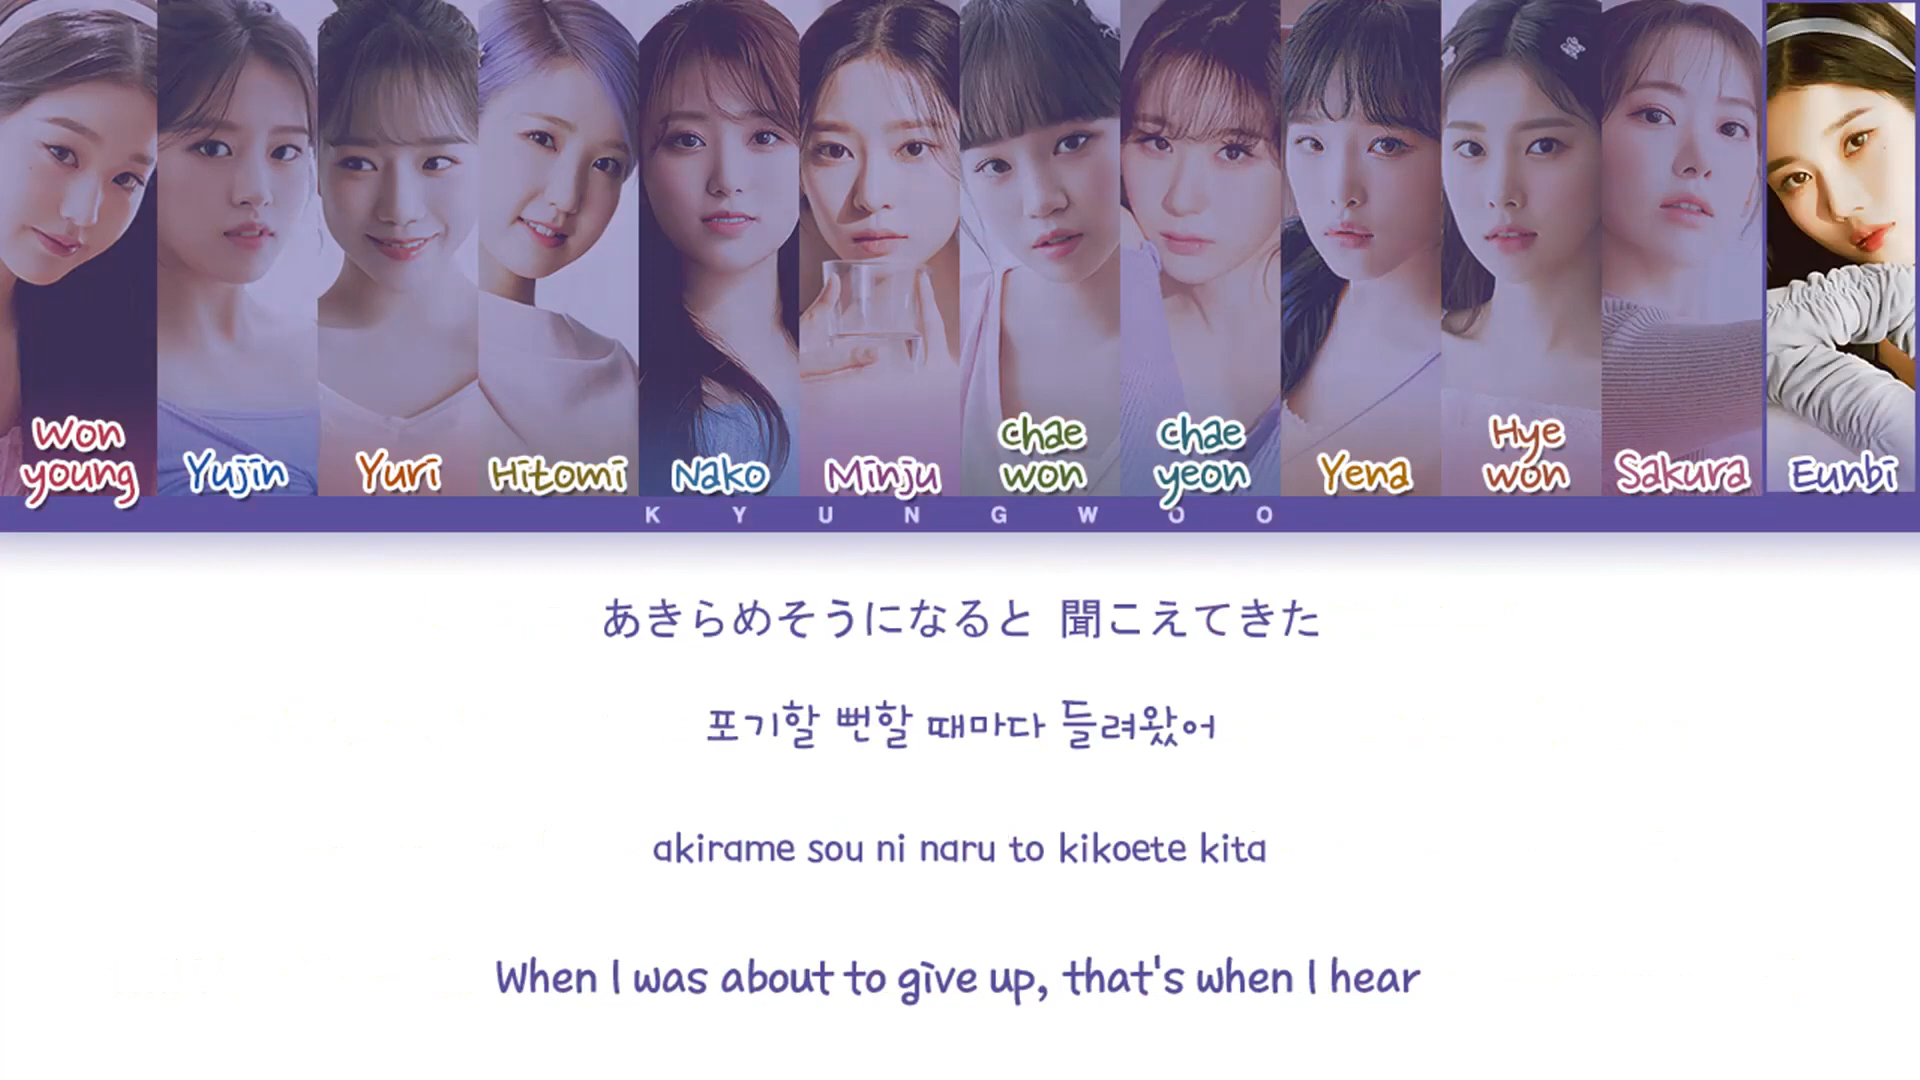 Won
young
Yujin
Yuri
Hitomi
Nako
Minju
chae
won
chae
yeon
Yena
Hye
won
Sakura
Eunbi
KYUNGWOO
あきらめそうになると 聞こえてきた
포기할 뻔할 때마다 들려왔어
akirame sou ni naru to kikoete kita
When I was about to give up, that's when I hear